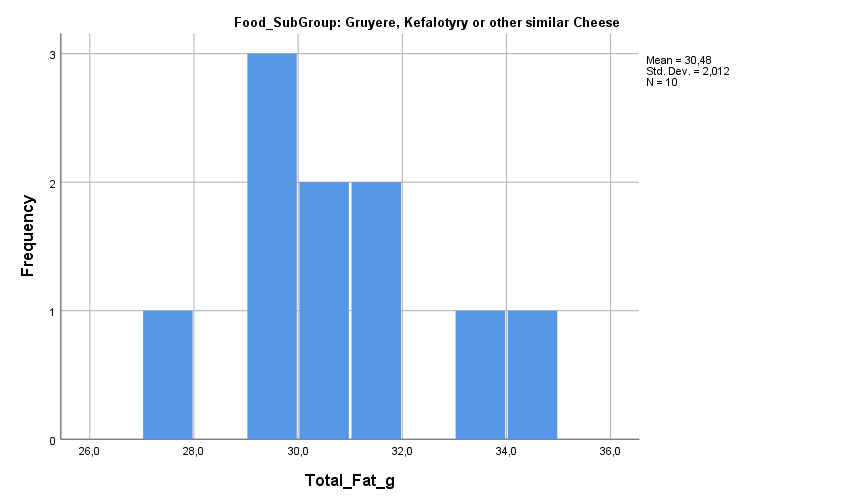 Food_SubGroup: Gruyere, Kefalotyry or other similar Cheese
Mean = 30,48
Std. Dev. = 2,012
N = 10
Frequency
3
2
1
0
26,0 28,0 30,0 32,0 34,0 36,0
Total_Fat_g